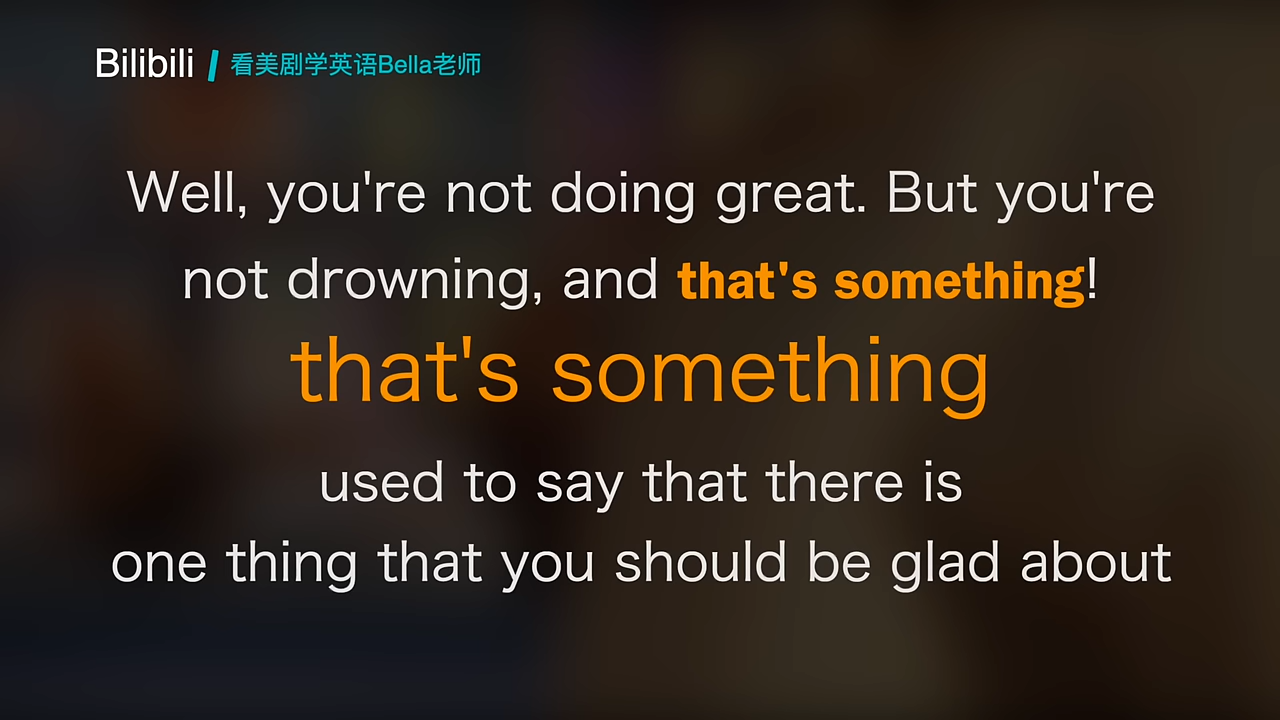 Bilibili / 看美剧学英语Bella老师
Well, you're not doing great. But you're
not drowning, and that's something!
that's something
used to say that there is
one thing that you should be glad about